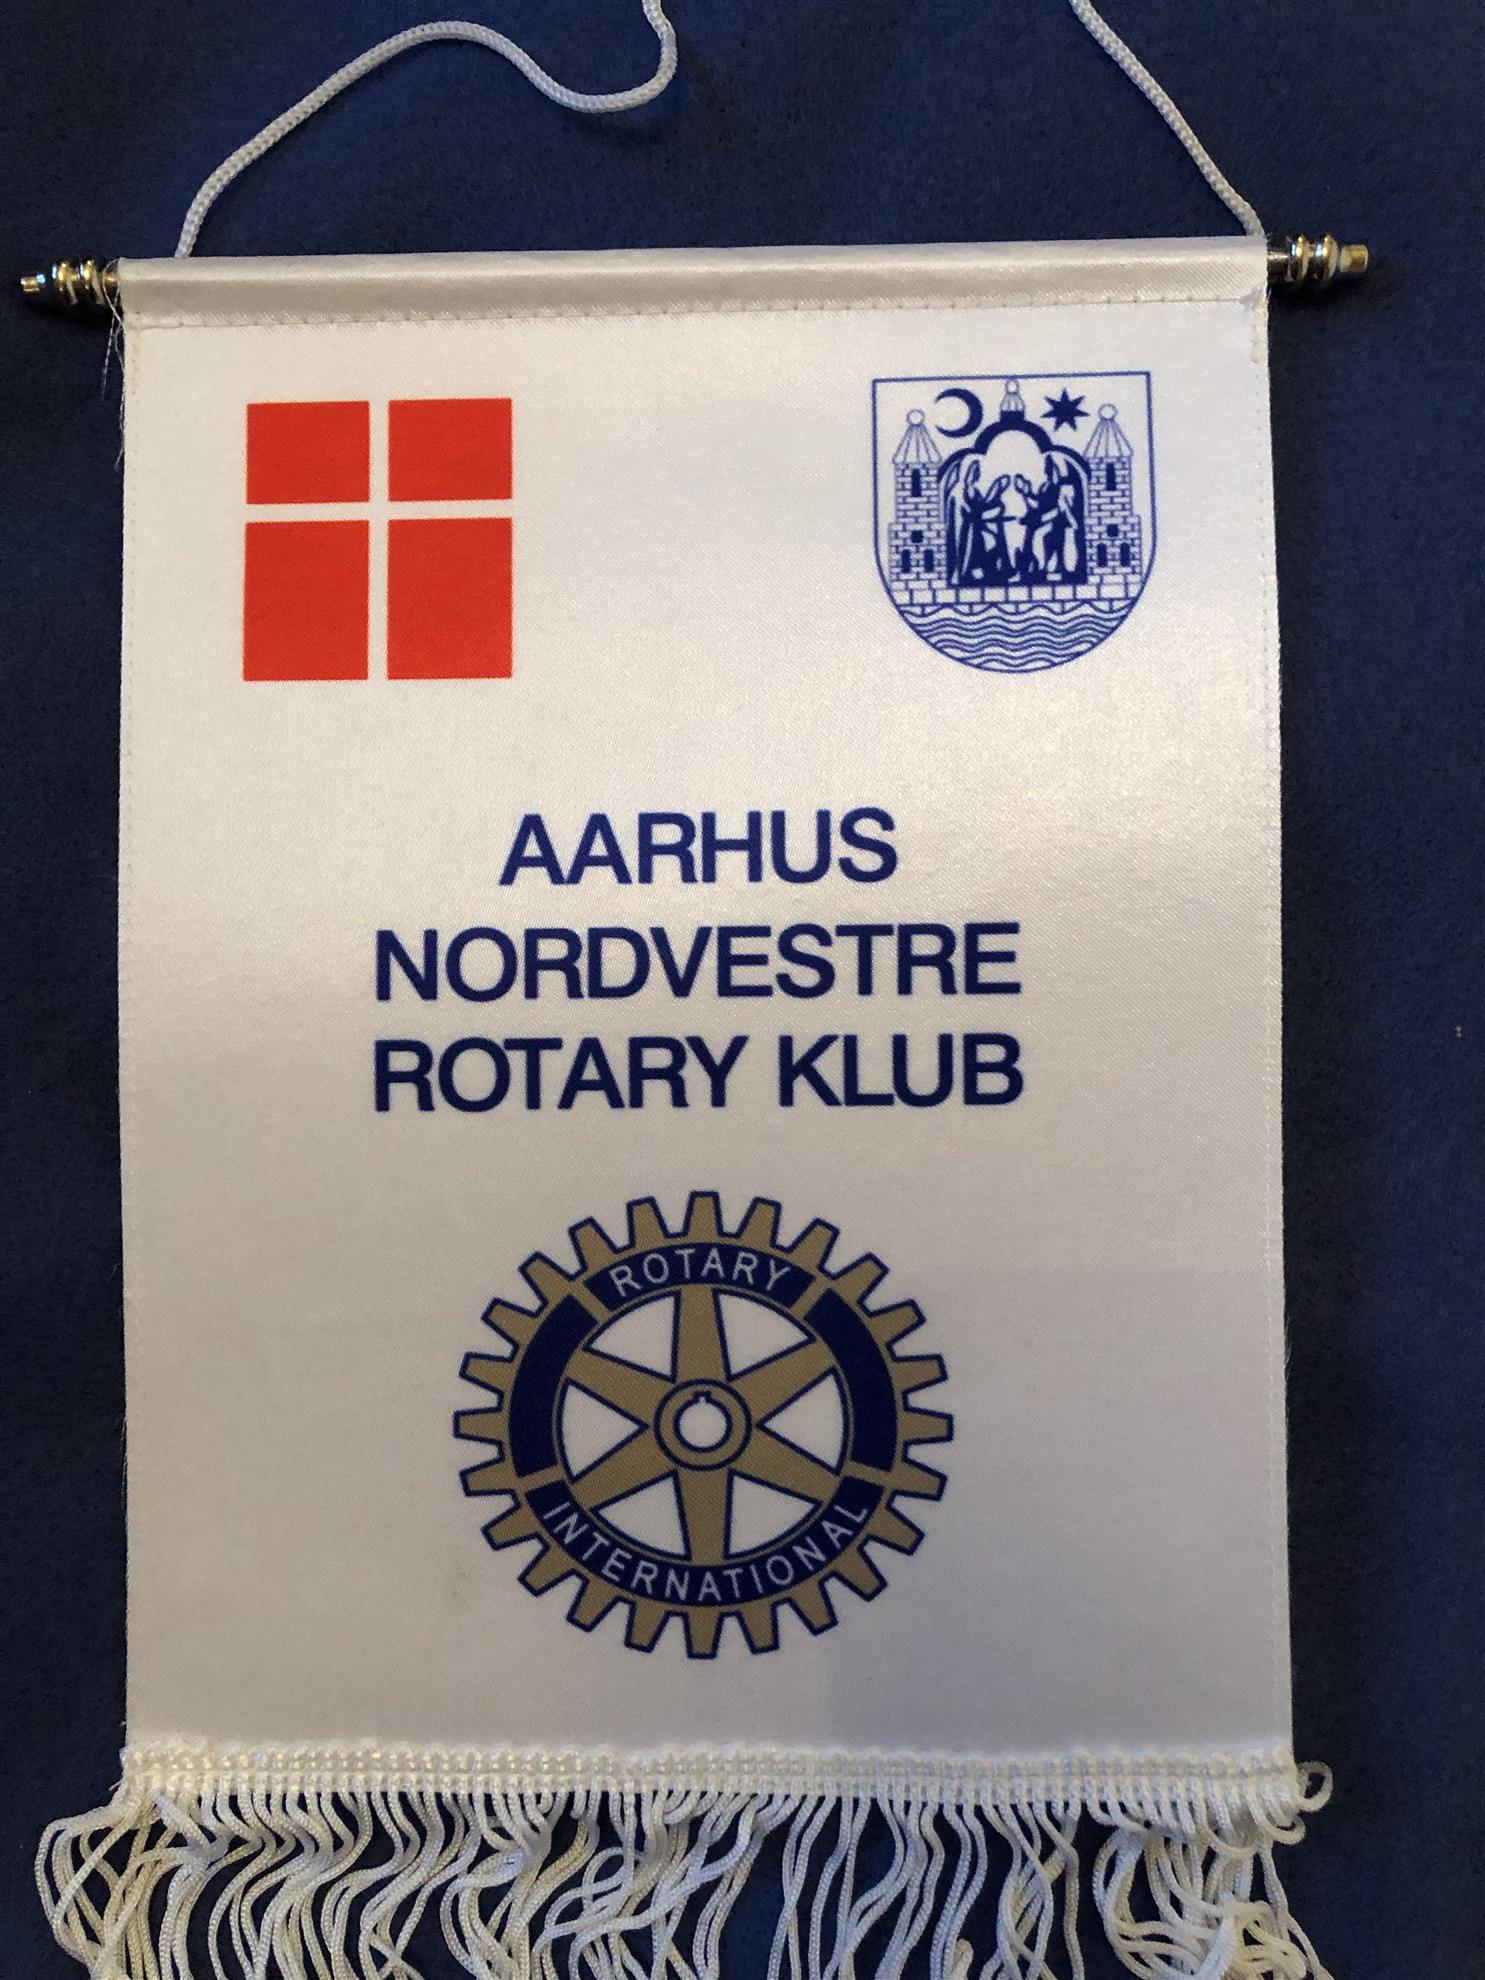 AARHUS
NORDVESTRE
ROTARY KLUB
ROTARY
INTERNATIONAL